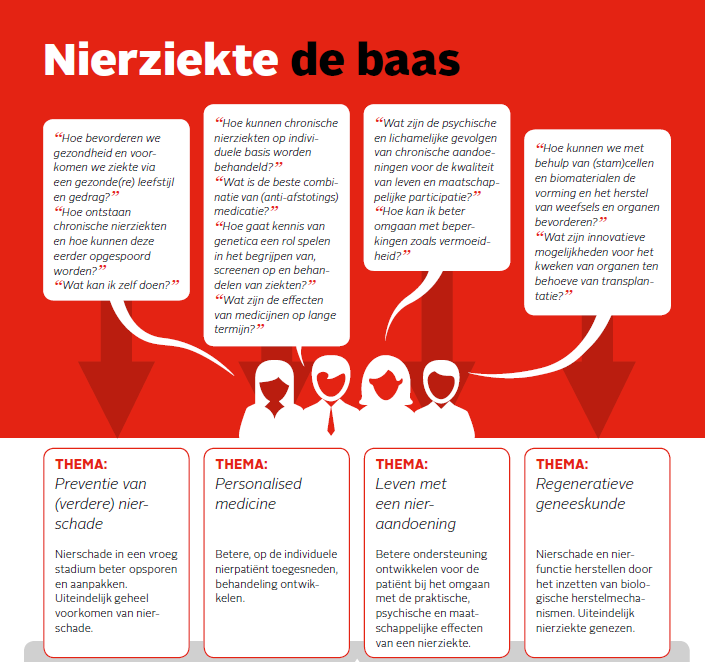 Nierziekte de baas
“Hoe bevorderen we
gezondheid en voor-
komen we ziekte via
een gezonde(re) leefstijl
en gedrag?”
“Hoe ontstaan
chronische nierziekten
en hoe kunnen deze
eerder opgespoord
worden?”
“Wat kan ik zelf doen?”
“Hoe kunnen chronische
nierziekten op indivi-
duele basis worden
behandeld?”
“Wat is de beste combi-
natie van (anti-afstotings)
medicatie?”
“Hoe gaat kennis van
genetica een rol spelen
in het begrijpen van,
screenen op en behan-
delen van ziekten?”
“Wat zijn de effecten
van medicijnen op lange
termijn?”
“Wat zijn de psychische
en lichamelijke gevolgen
van chronische aandoe-
ningen voor de kwaliteit
van leven en maatschap-
pelijke participatie?”
“Hoe kan ik beter
omgaan met beper-
kingen zoals vermoeid-
heid?”
“Hoe kunnen we met
behulp van (stam)cellen
en biomaterialen de
vorming en het herstel
van weefsels en organen
bevorderen?”
“Wat zijn innovatieve
mogelijkheden voor het
kweken van organen ten
behoeve van transplan-
tatie?”
THEMA:
Preventie van
(verdere) nier-
schade
Nierschade in een vroeg
stadium beter opsporen
en aanpakken.
Uiteindelijk geheel
voorkomen van nier-
schade.
THEMA:
Personalised
medicine
Betere, op de individuele
nierpatiënt toegesneden,
behandeling ontwik-
kelen.
THEMA:
Leven met
een nier-
aandoening
Betere ondersteuning
ontwikkelen voor de
patiënt bij het omgaan
met de praktische,
psychische en maat-
schappelijke effecten
van een nierziekte.
THEMA:
Regeneratieve
geneeskunde
Nierschade en nier-
functie herstellen door
het inzetten van biolo-
gische herstelmecha-
nismen. Uiteindelijk
nierziekte genezen.